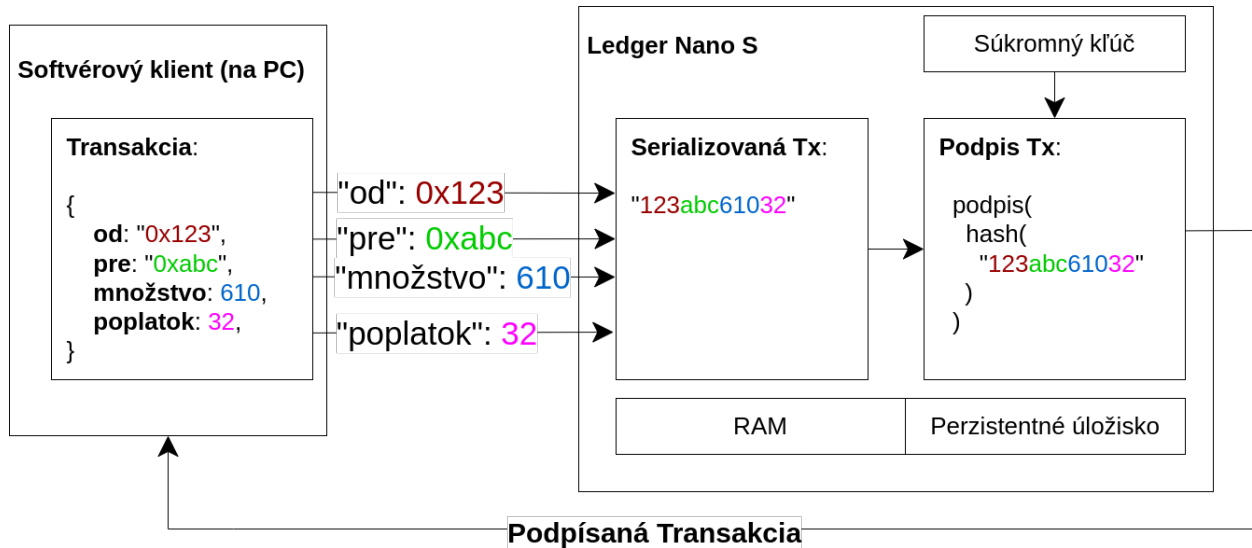 Softvérový klient (na PC)
Transakcia:
{
od: "0x123",
pre: "0xabc",
množstvo: 610,
poplatok: 32,
}
"od": 0x123
"pre": 0xabc
"množstvo": 610
"poplatok": 32
Ledger Nano S
Súkromný kľúč
Serializovaná Tx:
"123abc61032"
Podpis Tx:
podpis(
hash(
"123abc61032"
)
)
RAM
Perzistentné úložisko
Podpísaná Transakcia